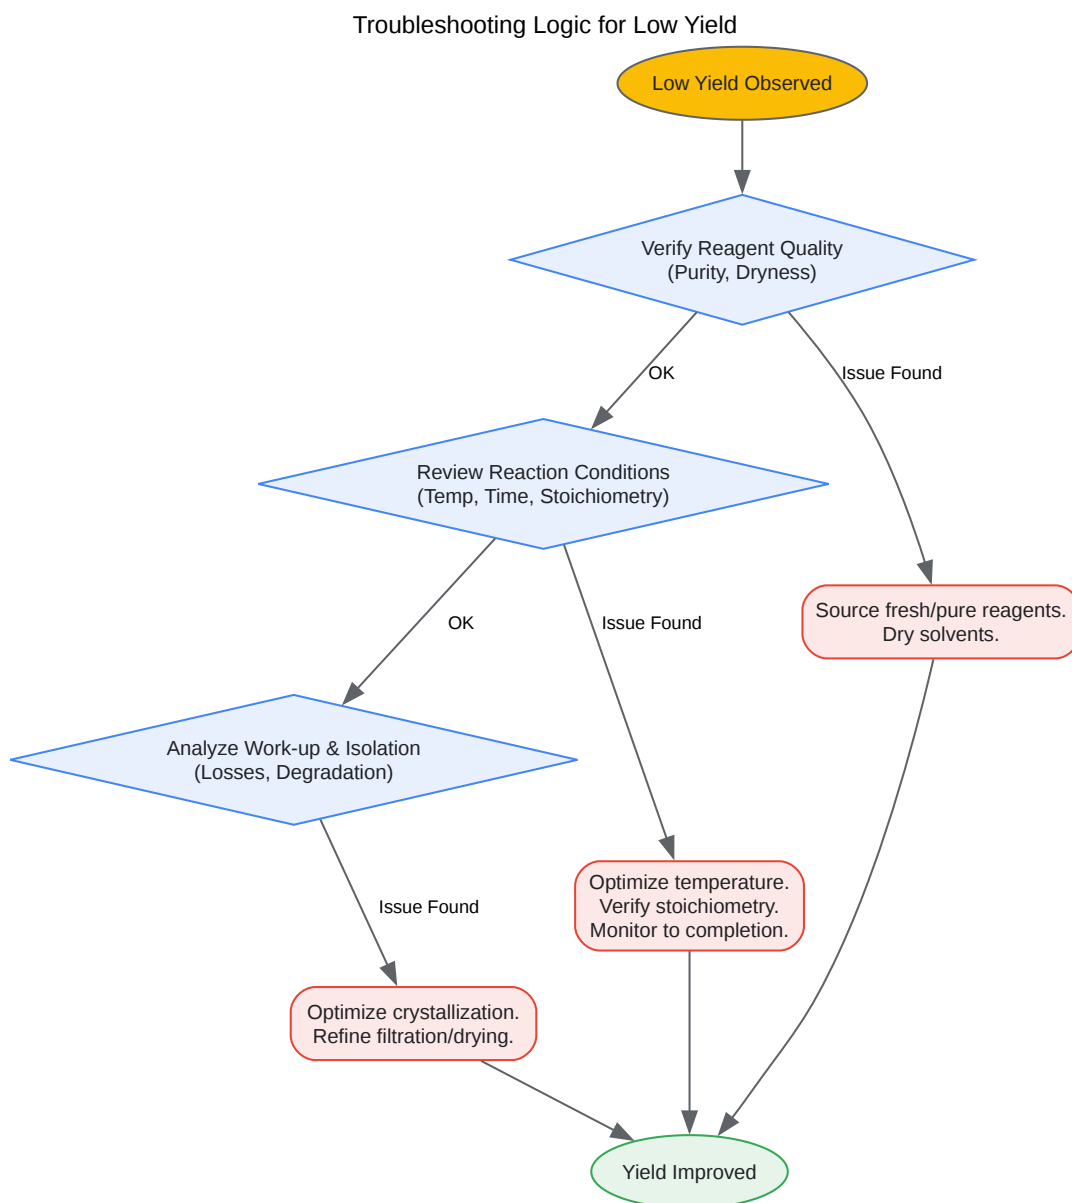 Troubleshooting Logic for Low Yield
Low Yield Observed
Verify Reagent Quality
(Purity, Dryness)
OK
Issue Found
Review Reaction Conditions
(Temp, Time, Stoichiometry)
OK
Issue Found
Source fresh/pure reagents.
Dry solvents.
Analyze Work-up & Isolation
(Losses, Degradation)
Issue Found
Optimize temperature.
Verify stoichiometry.
Monitor to completion.
Optimize crystallization.
Refine filtration/drying.
Yield Improved